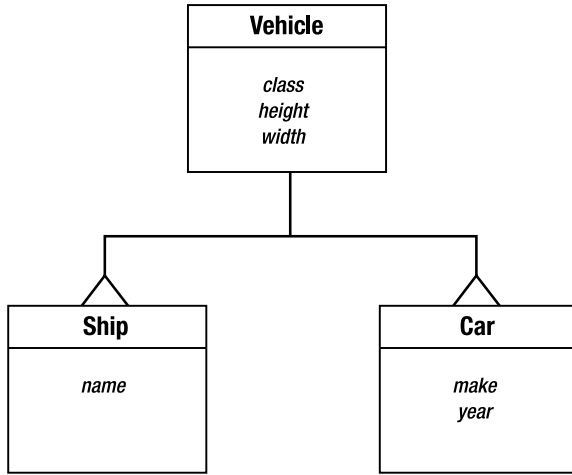 Vehicle
class
height
width
Ship
name
Car
make
year